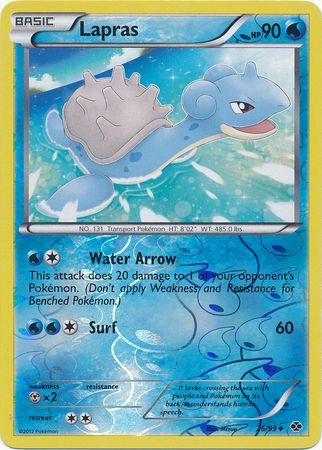 BASIC
Lapras
HP 90
NO. 131 Transport Pokémon HT: 8'02" WT: 485.0 lbs.
Water Arrow
This attack does 20 damage to 1 of your opponent's
Pokémon. (Don't apply Weakness and Resistance for
Benched Pokémon.)
Surf 60
weakness resistance
×2
retreat
It loves crossing the sea with
people and Pokémon on its
back. It understands human
speech.
©2012 Pokémon
26/99